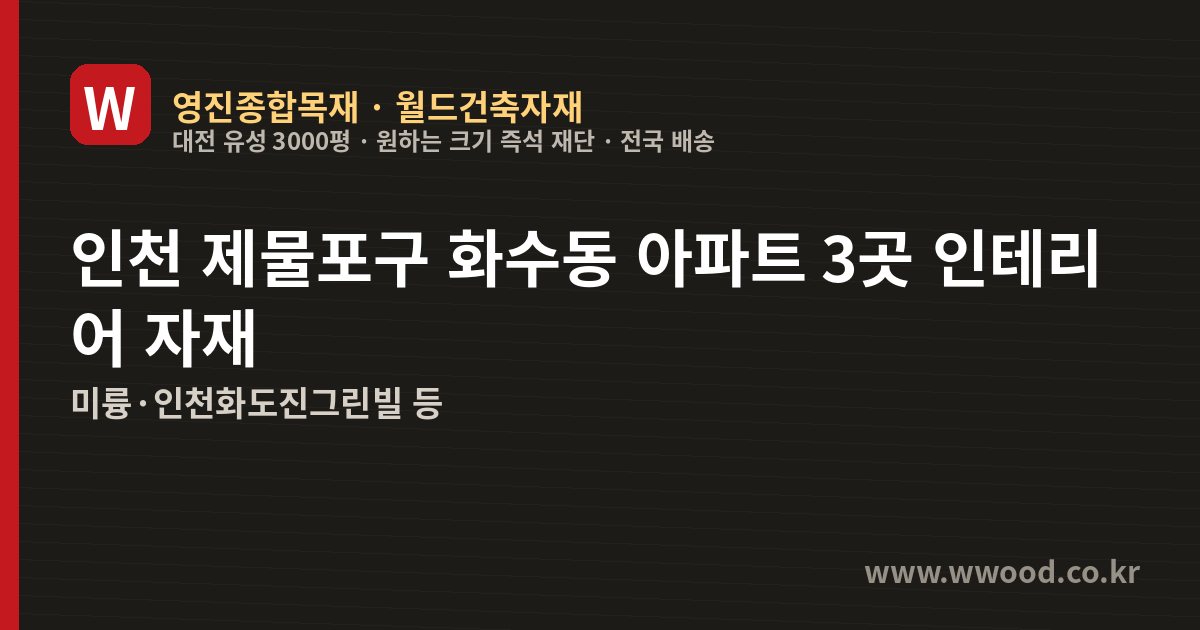 W
영진종합목재 · 월드건축자재
대전 유성 3000평 · 원하는 크기 즉석 재단 · 전국 배송
인천 제물포구 화수동 아파트 3곳 인테리
어 자재
미륭·인천화도진그린빌 등
www.wwood.co.kr